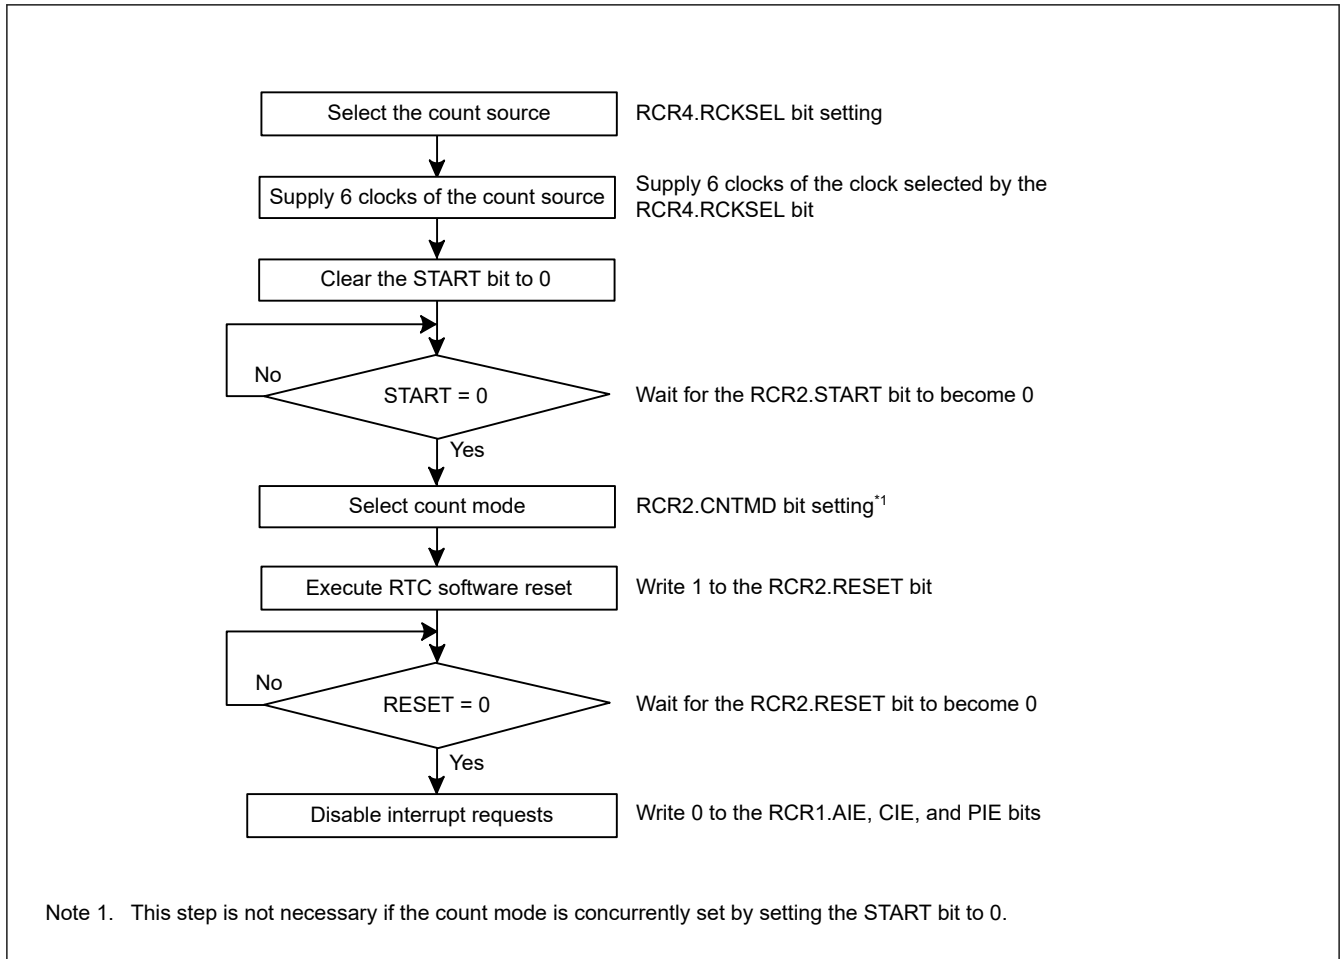 Select the count source
RCR4.RCKSEL bit setting
Supply 6 clocks of the count source
Supply 6 clocks of the clock selected by the
RCR4.RCKSEL bit
Clear the START bit to 0
No
START = 0
Wait for the RCR2.START bit to become 0
Yes
Select count mode
RCR2.CNTMD bit setting*1
Execute RTC software reset
Write 1 to the RCR2.RESET bit
No
RESET = 0
Wait for the RCR2.RESET bit to become 0
Yes
Disable interrupt requests
Write 0 to the RCR1.AIE, CIE, and PIE bits
Note 1. This step is not necessary if the count mode is concurrently set by setting the START bit to 0.